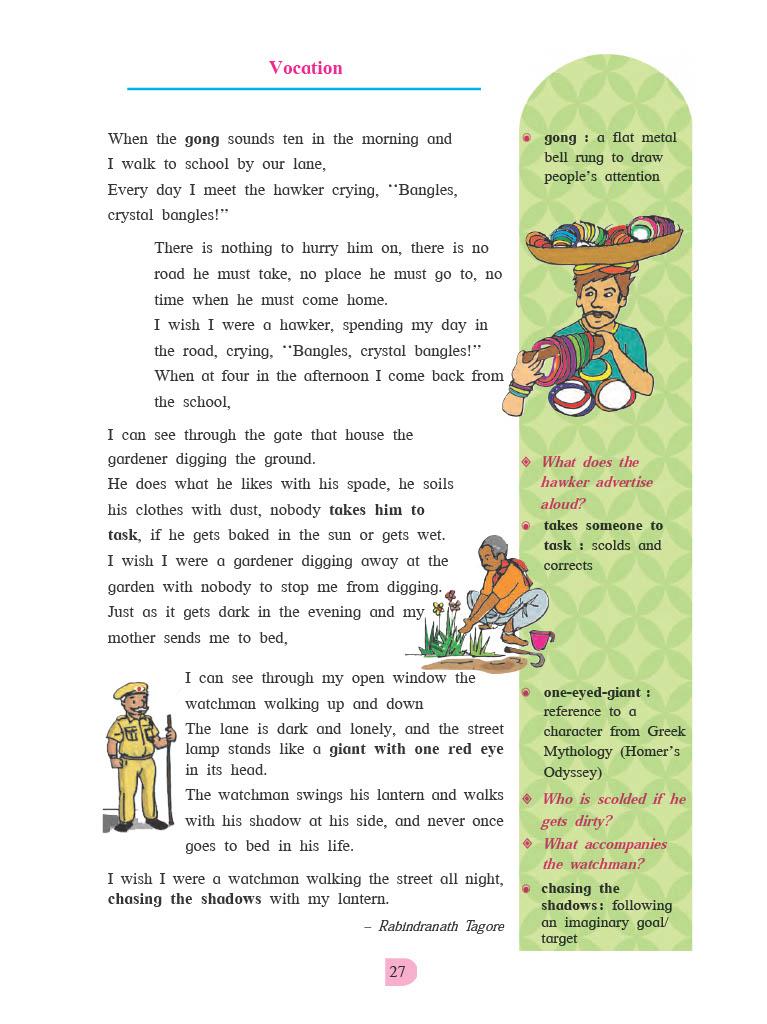 Vocation
When the gong sounds ten in the morning and
I walk to school by our lane,
Every day I meet the hawker crying, ‘‘Bangles,
crystal bangles!’’
There is nothing to hurry him on, there is no
road he must take, no place he must go to, no
time when he must come home.
I wish I were a hawker, spending my day in
the road, crying, ‘‘Bangles, crystal bangles!’’
When at four in the afternoon I come back from
the school,
I can see through the gate that house the
gardener digging the ground.
He does what he likes with his spade, he soils
his clothes with dust, nobody takes him to
task, if he gets baked in the sun or gets wet.
I wish I were a gardener digging away at the
garden with nobody to stop me from digging.
Just as it gets dark in the evening and my
mother sends me to bed,
I can see through my open window the
watchman walking up and down
The lane is dark and lonely, and the street
lamp stands like a giant with one red eye
in its head.
The watchman swings his lantern and walks
with his shadow at his side, and never once
goes to bed in his life.
I wish I were a watchman walking the street all night,
chasing the shadows with my lantern.
– Rabindranath Tagore
gong : a flat metal
bell rung to draw
people’s attention
What does the
hawker advertise
aloud?
takes someone to
task : scolds and
corrects
one-eyed-giant :
reference to a
character from Greek
Mythology (Homer’s
Odyssey)
Who is scolded if he
gets dirty?
What accompanies
the watchman?
chasing the
shadows : following
an imaginary goal/
target
27